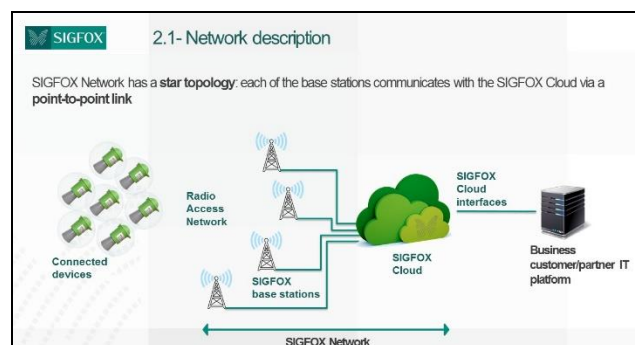 SIGFOX
2.1- Network description
SIGFOX Network has a star topology: each of the base stations communicates with the SIGFOX Cloud via a
point-to-point link
Radio
Access
Network
Connected
devices
SIGFOX
base stations
SIGFOX
Cloud
SIGFOX
Cloud
interfaces
Business
customer/partner IT
platform
SIGFOX Network